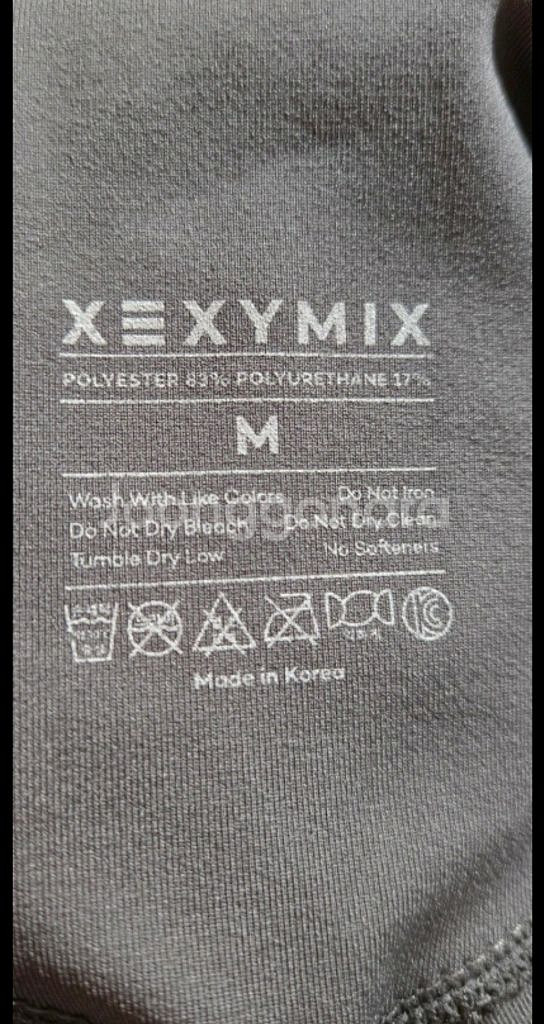 XEXYMIX
POLYESTER 83% POLYURETHANE 17%
M
Wash With Like Colors Do Not Iron
Do Not Dry Bleach Do Not Dry Clean
Tumble Dry Low No Softeners
Made in Korea